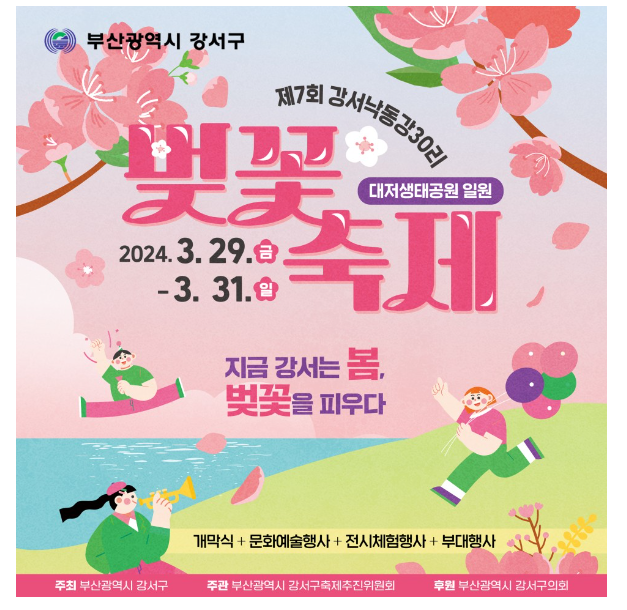 부산광역시 강서구
제7회 강서낙동강30리
벚꽃
대저생태공원 일원
축제
2024. 3. 29. 금
- 3. 31. 일
지금 강서는 봄,
벚꽃을 피우다
개막식 + 문화예술행사 + 전시체험행사 + 부대행사
주최 부산광역시 강서구 주관 부산광역시 강서구축제추진위원회 후원 부산광역시 강서구의회